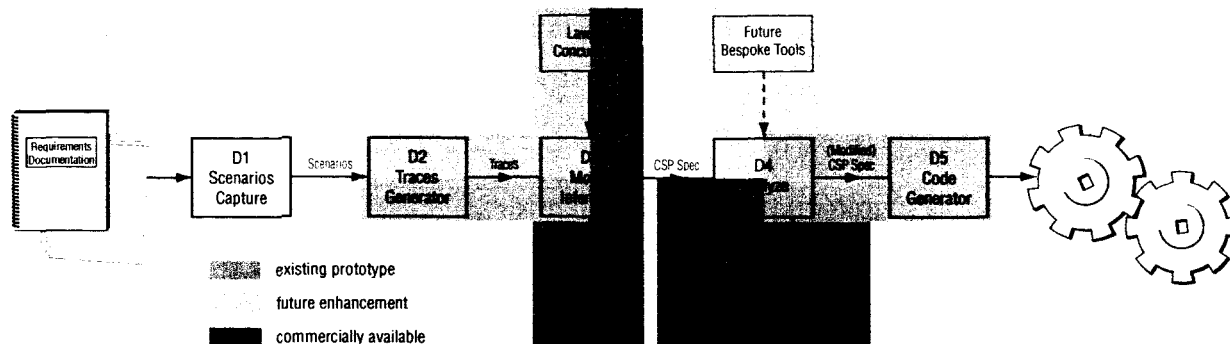 Future
Bespoke Tools
Requirements
Documentation
D1
Scenarios
Capture
Scenarios
D2
Traces
Generator
Traces
CSP Spec
D4
(Modified)
CSP Spec
D5
Code
Generator
existing prototype
future enhancement
commercially available